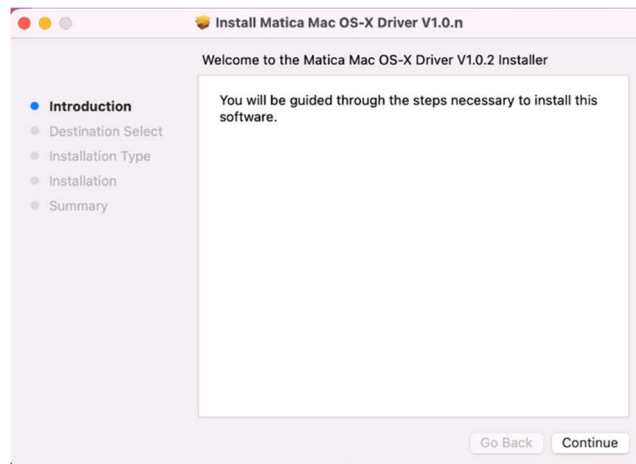 Install Matica Mac OS-X Driver V1.0.n
Welcome to the Matica Mac OS-X Driver V1.0.2 Installer
Introduction
Destination Select
Installation Type
Installation
Summary
You will be guided through the steps necessary to install this
software.
Go Back
Continue